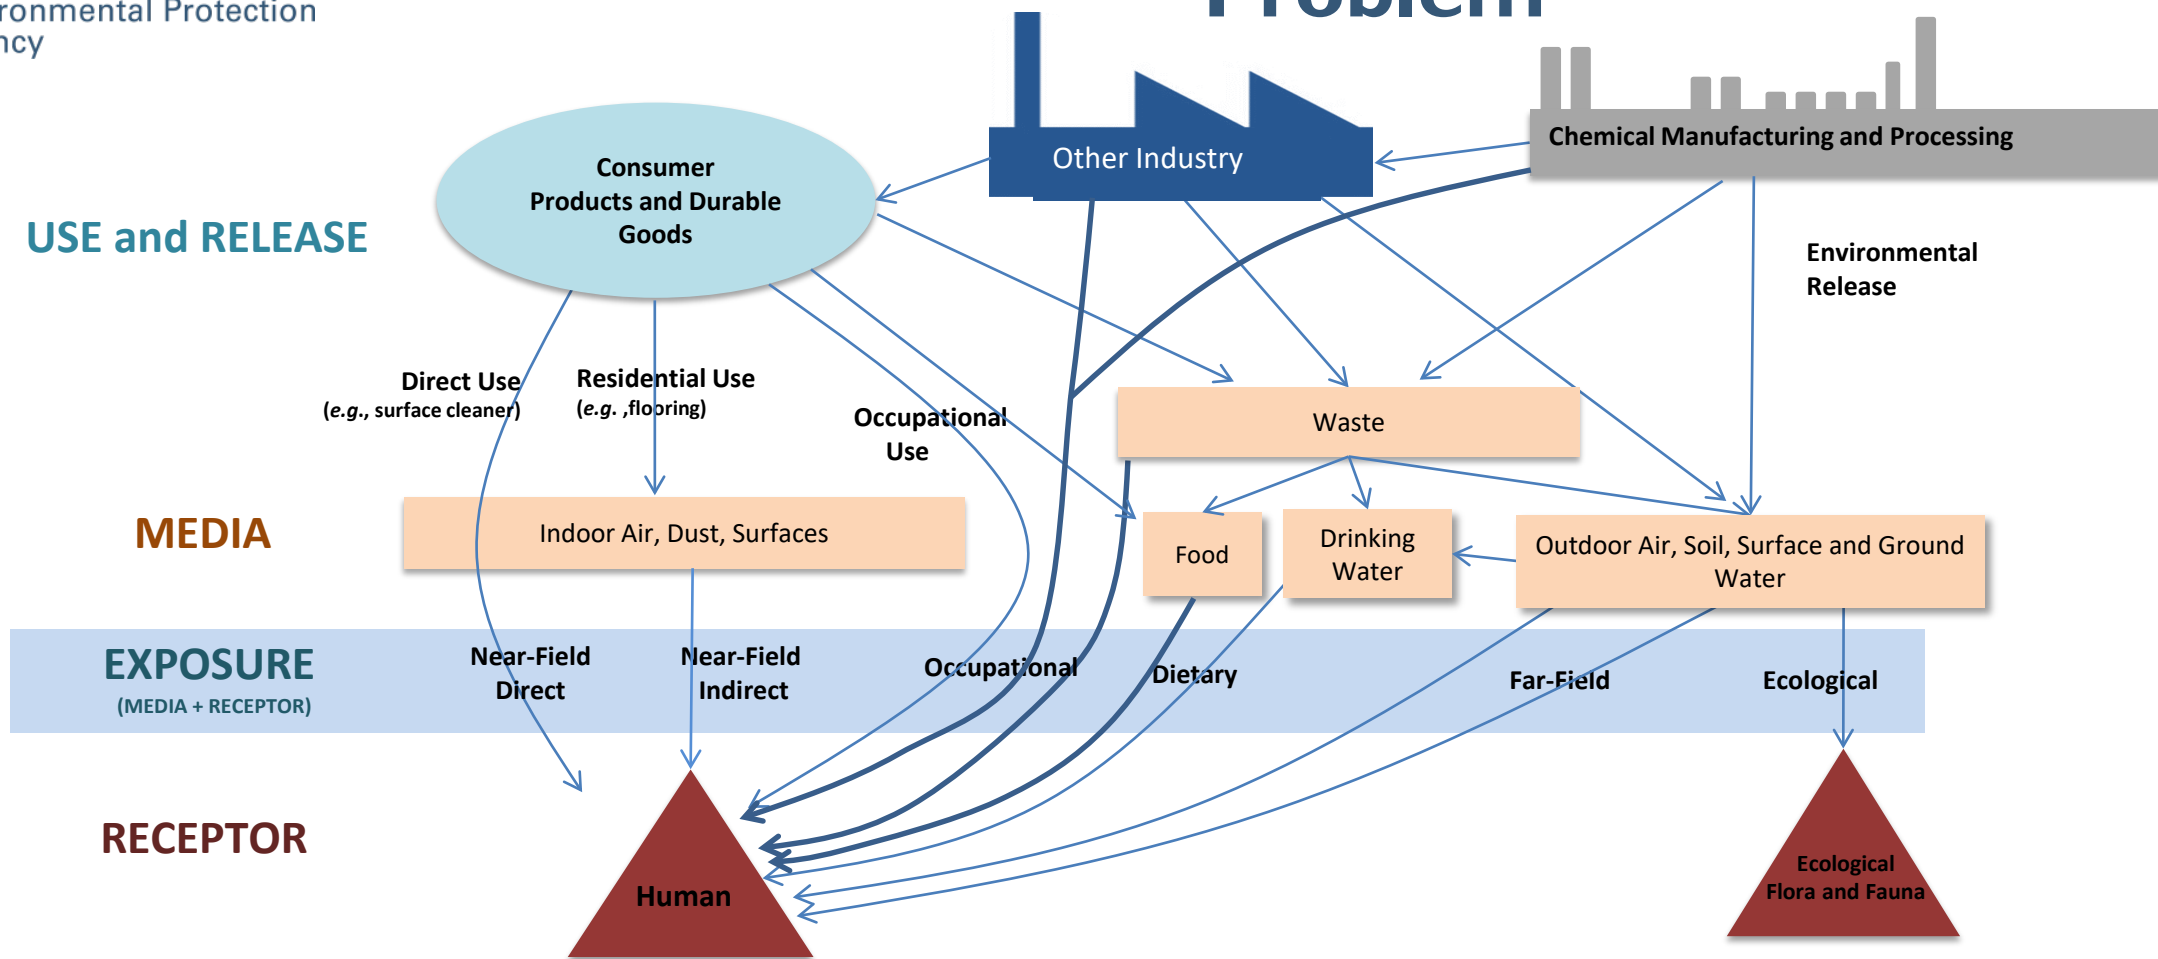 Environmental Protection
Problem
Chemical Manufacturing and Processing
Other Industry
Consumer
Products and Durable
Goods
USE and RELEASE
Environmental
Release
Direct Use
(e.g., surface cleaner)
Residential Use
(e.g. ,flooring)
Occupational
Use
Waste
MEDIA
Indoor Air, Dust, Surfaces
Food
Drinking
Water
Outdoor Air, Soil, Surface and Ground
Water
EXPOSURE
(MEDIA + RECEPTOR)
Near-Field
Direct
Near-Field
Indirect
Occupational
Dietary
Far-Field
Ecological
RECEPTOR
Human
Ecological
Flora and Fauna